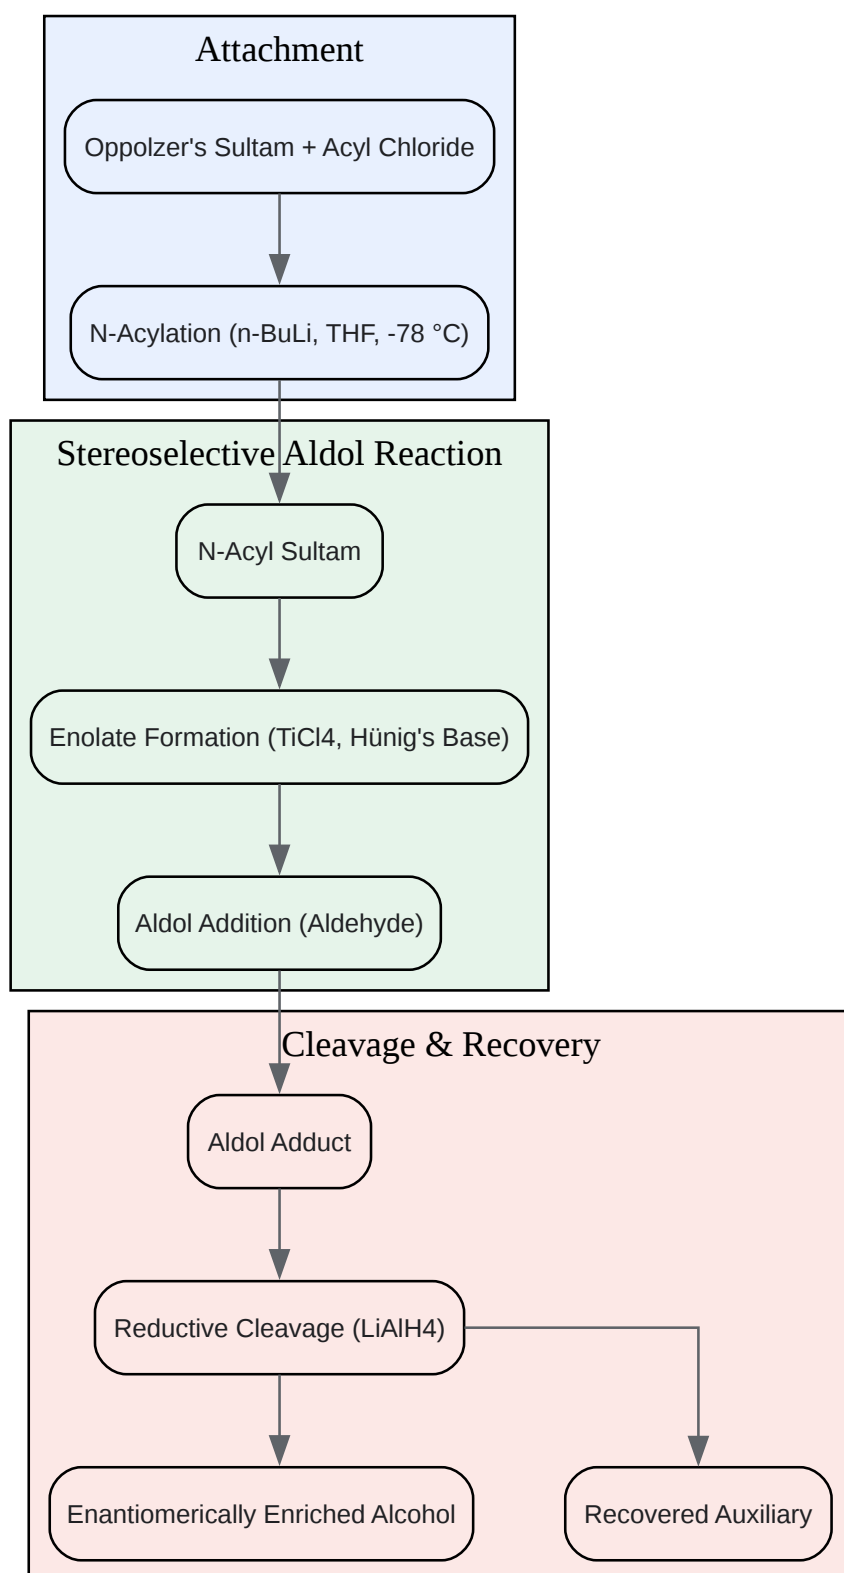 Attachment
Oppolzer's Sultam + Acyl Chloride
N-Acylation (n-BuLi, THF, -78 °C)
Stereoselective Aldol Reaction
N-Acyl Sultam
Enolate Formation (TiCl4, Hünig's Base)
Aldol Addition (Aldehyde)
Cleavage & Recovery
Aldol Adduct
Reductive Cleavage (LiAlH4)
Enantiomerically Enriched Alcohol
Recovered Auxiliary